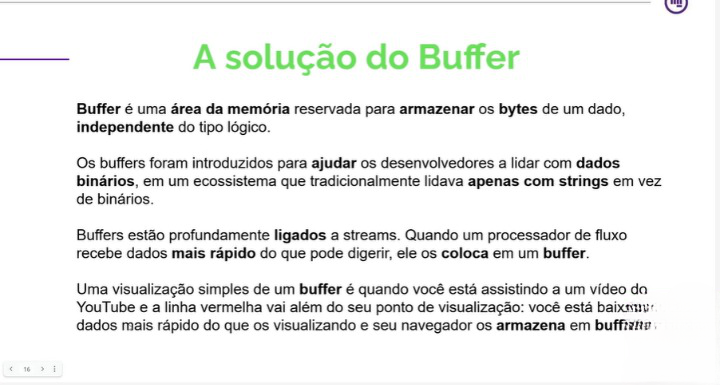 A solução do Buffer
Buffer é uma área da memória reservada para armazenar os bytes de um dado,
independente do tipo lógico.
Os buffers foram introduzidos para ajudar os desenvolvedores a lidar com dados
binários, em um ecossistema que tradicionalmente lidava apenas com strings em vez
de binários.
Buffers estão profundamente ligados a streams. Quando um processador de fluxo
recebe dados mais rápido do que pode digerir, ele os coloca em um buffer.
Uma visualização simples de um buffer é quando você está assistindo a um vídeo do
YouTube e a linha vermelha vai além do seu ponto de visualização: você está
dados mais rápido do que os visualizando e seu navegador os armazena em
16